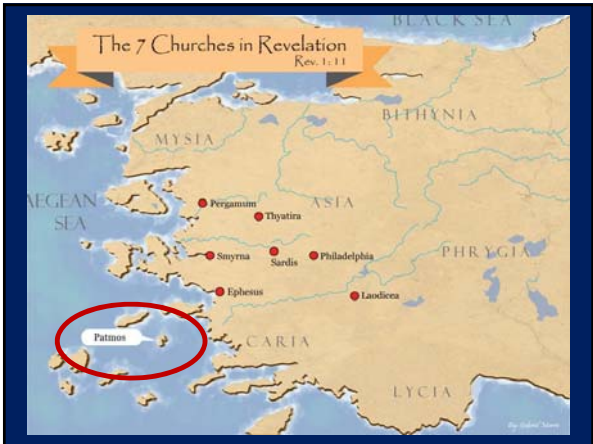 BLACK SEA
The 7 Churches in Revelation
Rev. 1:11
BITHYNIA
MYSIA
AEGEAN
SEA
Pergamum
ASIA
Thyatira
Smyrna
Sardis
Philadelphia
PHRYGIA
Ephesus
Laodicea
Patmos
CARIA
LYCIA